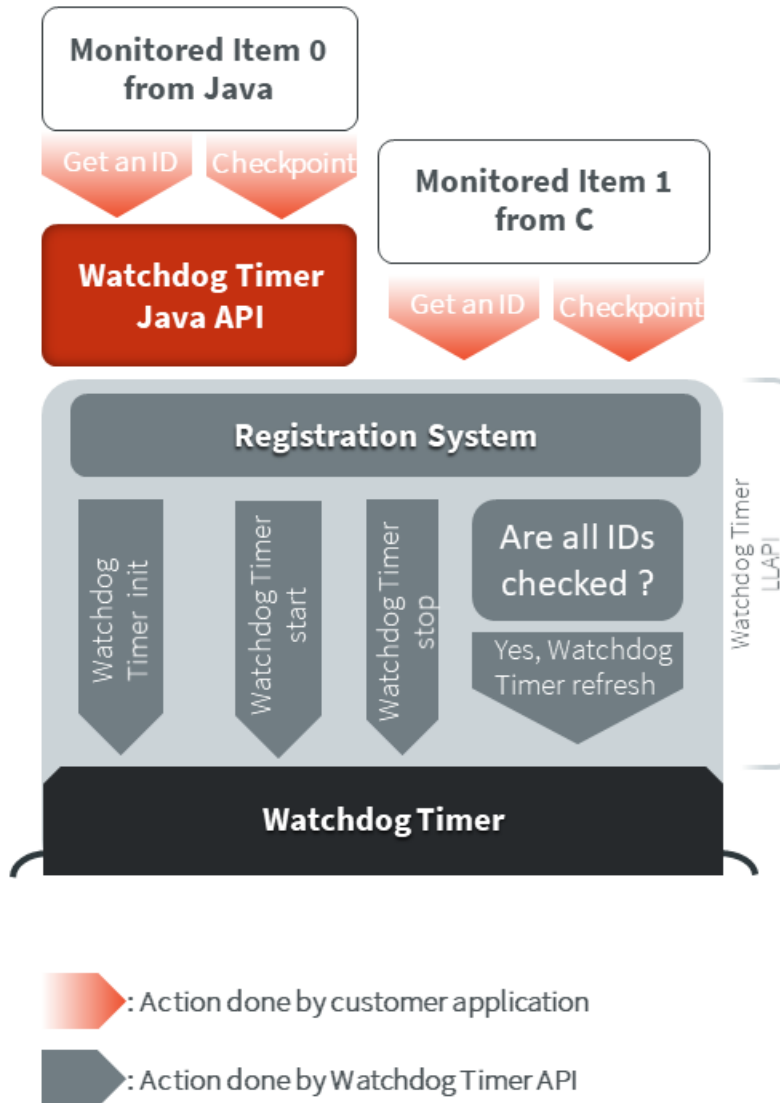 Monitored Item 0
from Java
Get an ID
Checkpoint
Monitored Item 1
from C
Watchdog Timer
Java API
Get an ID
Checkpoint
Registration System
Watchdog
Timer init
Watchdog Timer
start
Watchdog Timer
stop
Are all IDs
checked ?
Yes, Watchdog
Timer refresh
Watchdog Timer
LLAPI
Watchdog Timer
: Action done by customer application
: Action done by Watchdog Timer API